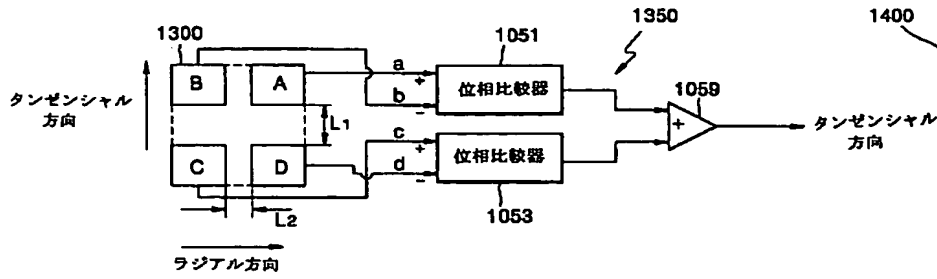 1300
1051
1350
1400
B
A
a
+
b
-
位相比較器
1059
+
タンゼンシャル
方向
L1
タンゼンシャル
方向
C
D
c
+
d
-
位相比較器
1053
L2
ラジアル方向